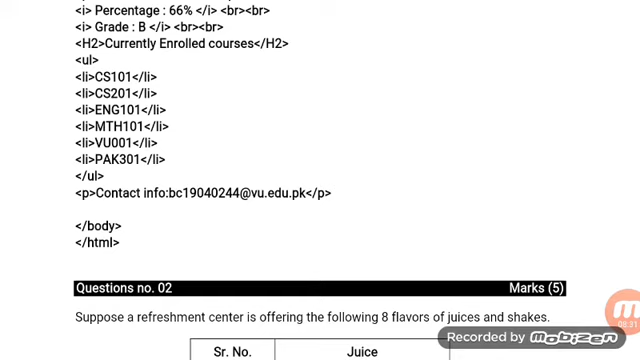 <i> Percentage : 66% </i> <br><br>
<i> Grade : B </i> <br><br>
<H2>Currently Enrolled courses</H2>
<ul>
<li>CS101</li>
<li>CS201</li>
<li>ENG101</li>
<li>MTH101</li>
<li>VU001</li>
<li>PAK301</li>
</ul>
<p>Contact info:bc19040244@vu.edu.pk</p>
</body>
</html>
Questions no. 02 Marks (5)
Suppose a refreshment center is offering the following 8 flavors of juices and shakes.
Sr. No. Juice
08:31
Recorded by mobizen